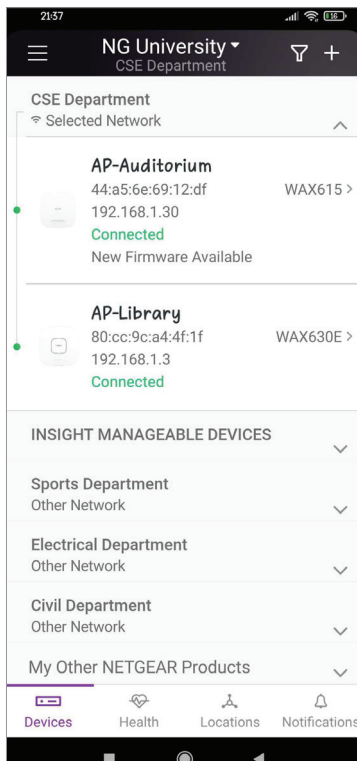 21:37
16
NG University
CSE Department
CSE Department
Selected Network
AP-Auditorium
44:a5:6e:69:12:df WAX615 >
192.168.1.30
Connected
New Firmware Available
AP-Library
80:cc:9c:a4:4f:1f WAX630E >
192.168.1.3
Connected
INSIGHT MANAGEABLE DEVICES
Sports Department
Other Network
Electrical Department
Other Network
Civil Department
Other Network
My Other NETGEAR Products
Devices Health Locations Notifications